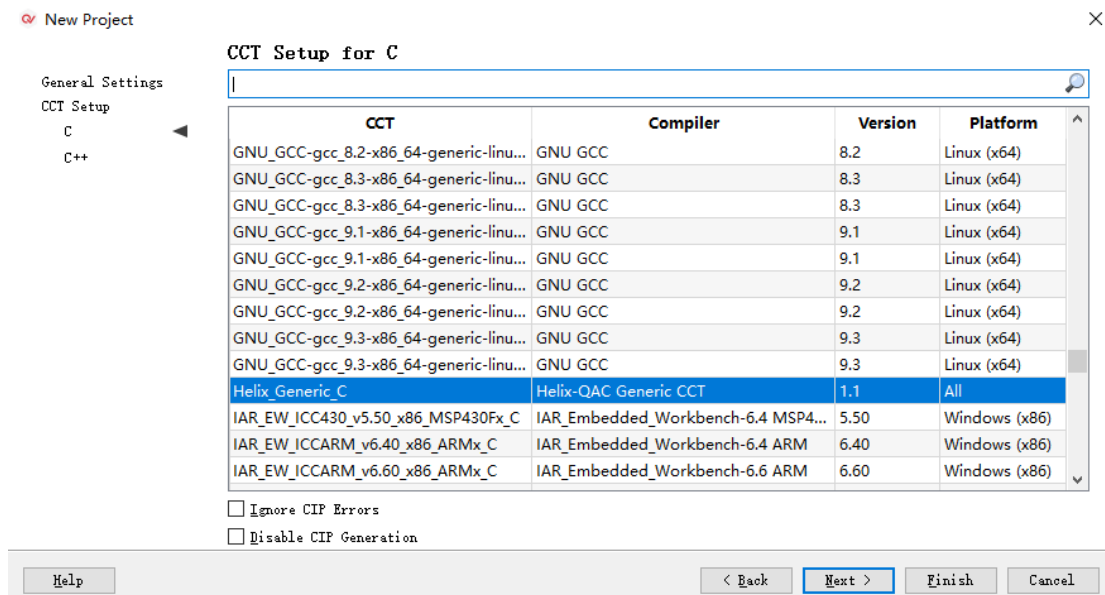 New Project
CCT Setup for C
General Settings
CCT Setup
C
C++
CCT Compiler Version Platform
GNU_GCC-gcc_8.2-x86_64-generic-linu... GNU GCC 8.2 Linux (x64)
GNU_GCC-gcc_8.3-x86_64-generic-linu... GNU GCC 8.3 Linux (x64)
GNU_GCC-gcc_8.3-x86_64-generic-linu... GNU GCC 8.3 Linux (x64)
GNU_GCC-gcc_9.1-x86_64-generic-linu... GNU GCC 9.1 Linux (x64)
GNU_GCC-gcc_9.1-x86_64-generic-linu... GNU GCC 9.1 Linux (x64)
GNU_GCC-gcc_9.2-x86_64-generic-linu... GNU GCC 9.2 Linux (x64)
GNU_GCC-gcc_9.2-x86_64-generic-linu... GNU GCC 9.2 Linux (x64)
GNU_GCC-gcc_9.3-x86_64-generic-linu... GNU GCC 9.3 Linux (x64)
GNU_GCC-gcc_9.3-x86_64-generic-linu... GNU GCC 9.3 Linux (x64)
Helix_Generic_C Helix-QAC Generic CCT 1.1 All
IAR_EW_ICC430_v5.50_x86_MSP430Fx_C IAR_Embedded_Workbench-6.4 MSP4... 5.50 Windows (x86)
IAR_EW_ICCARM_v6.40_x86_ARMx_C IAR_Embedded_Workbench-6.4 ARM 6.40 Windows (x86)
IAR_EW_ICCARM_v6.60_x86_ARMx_C IAR_Embedded_Workbench-6.6 ARM 6.60 Windows (x86)
Ignore CIP Errors
Disable CIP Generation
Help < Back Next > Finish Cancel